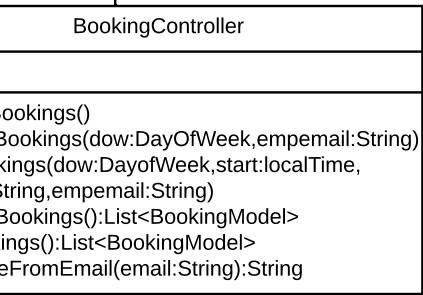 BookingController
Bookings()
Bookings(dow:DayOfWeek,empemail:String)
kings(dow:DayofWeek,start:localTime,
String,empemail:String)
Bookings():List<BookingModel>
ings():List<BookingModel>
eFromEmail(email:String):String